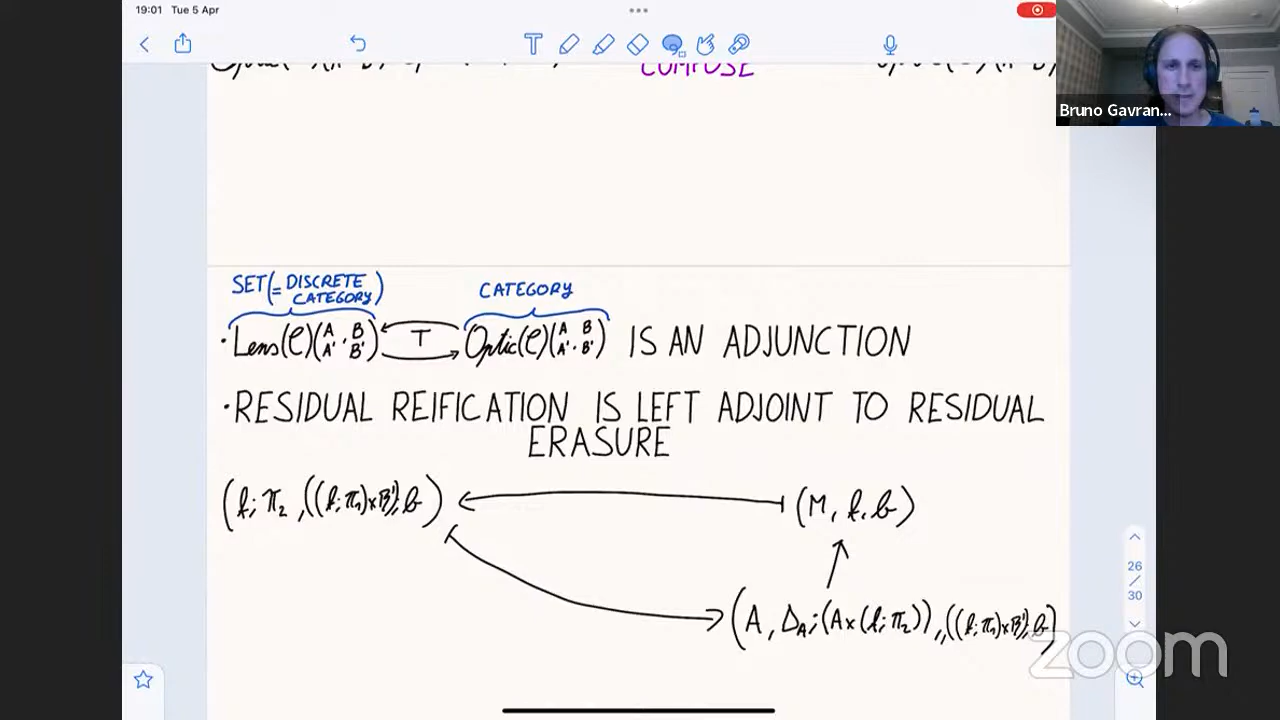 19:01 Tue 5 Apr
COMPOSE
Bruno Gavran...
SET(= DISCRETE CATEGORY)
CATEGORY
· Lens(C)(A A' , B B') ⊤ Optic(C)(A A' , B B') IS AN ADJUNCTION
· RESIDUAL REIFICATION IS LEFT ADJOINT TO RESIDUAL
ERASURE
(f; π₂, ((f; π₁)×B'); b) (M, f, b)
(A, Δ_A; (A×(f; π₂)), ((f; π₁)×B'); b)
26
/
30
zoom